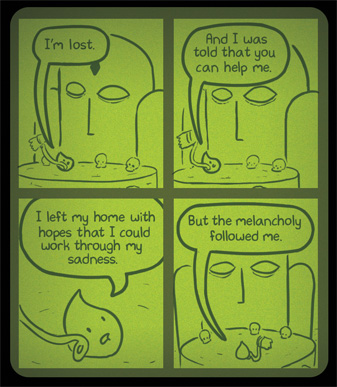 I'm lost.
And I was
told that you
can help me.
I left my home with
hopes that I could
work through my
sadness.
But the melancholy
followed me.